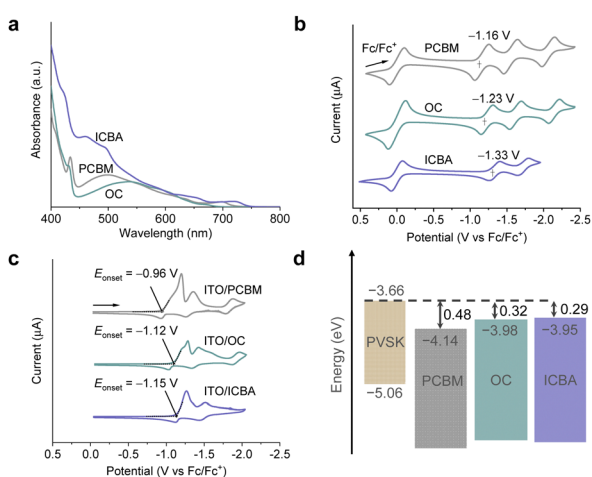 a
Absorbance (a.u.)
ICBA
PCBM
OC
400 500 600 700 800
Wavelength (nm)
b
Current (µA)
Fc/Fc⁺
−1.16 V
PCBM
†
−1.23 V
OC
†
−1.33 V
ICBA
†
0.5 0.0 -0.5 -1.0 -1.5 -2.0 -2.5
Potential (V vs Fc/Fc⁺)
c
Current (µA)
Eonset = −0.96 V
ITO/PCBM
Eonset = −1.12 V
ITO/OC
Eonset = −1.15 V
ITO/ICBA
0.5 0.0 -0.5 -1.0 -1.5 -2.0 -2.5
Potential (V vs Fc/Fc⁺)
d
Energy (eV)
−3.66
0.48
0.32
0.29
PVSK
−4.14
−3.98
−3.95
PCBM
OC
ICBA
−5.06